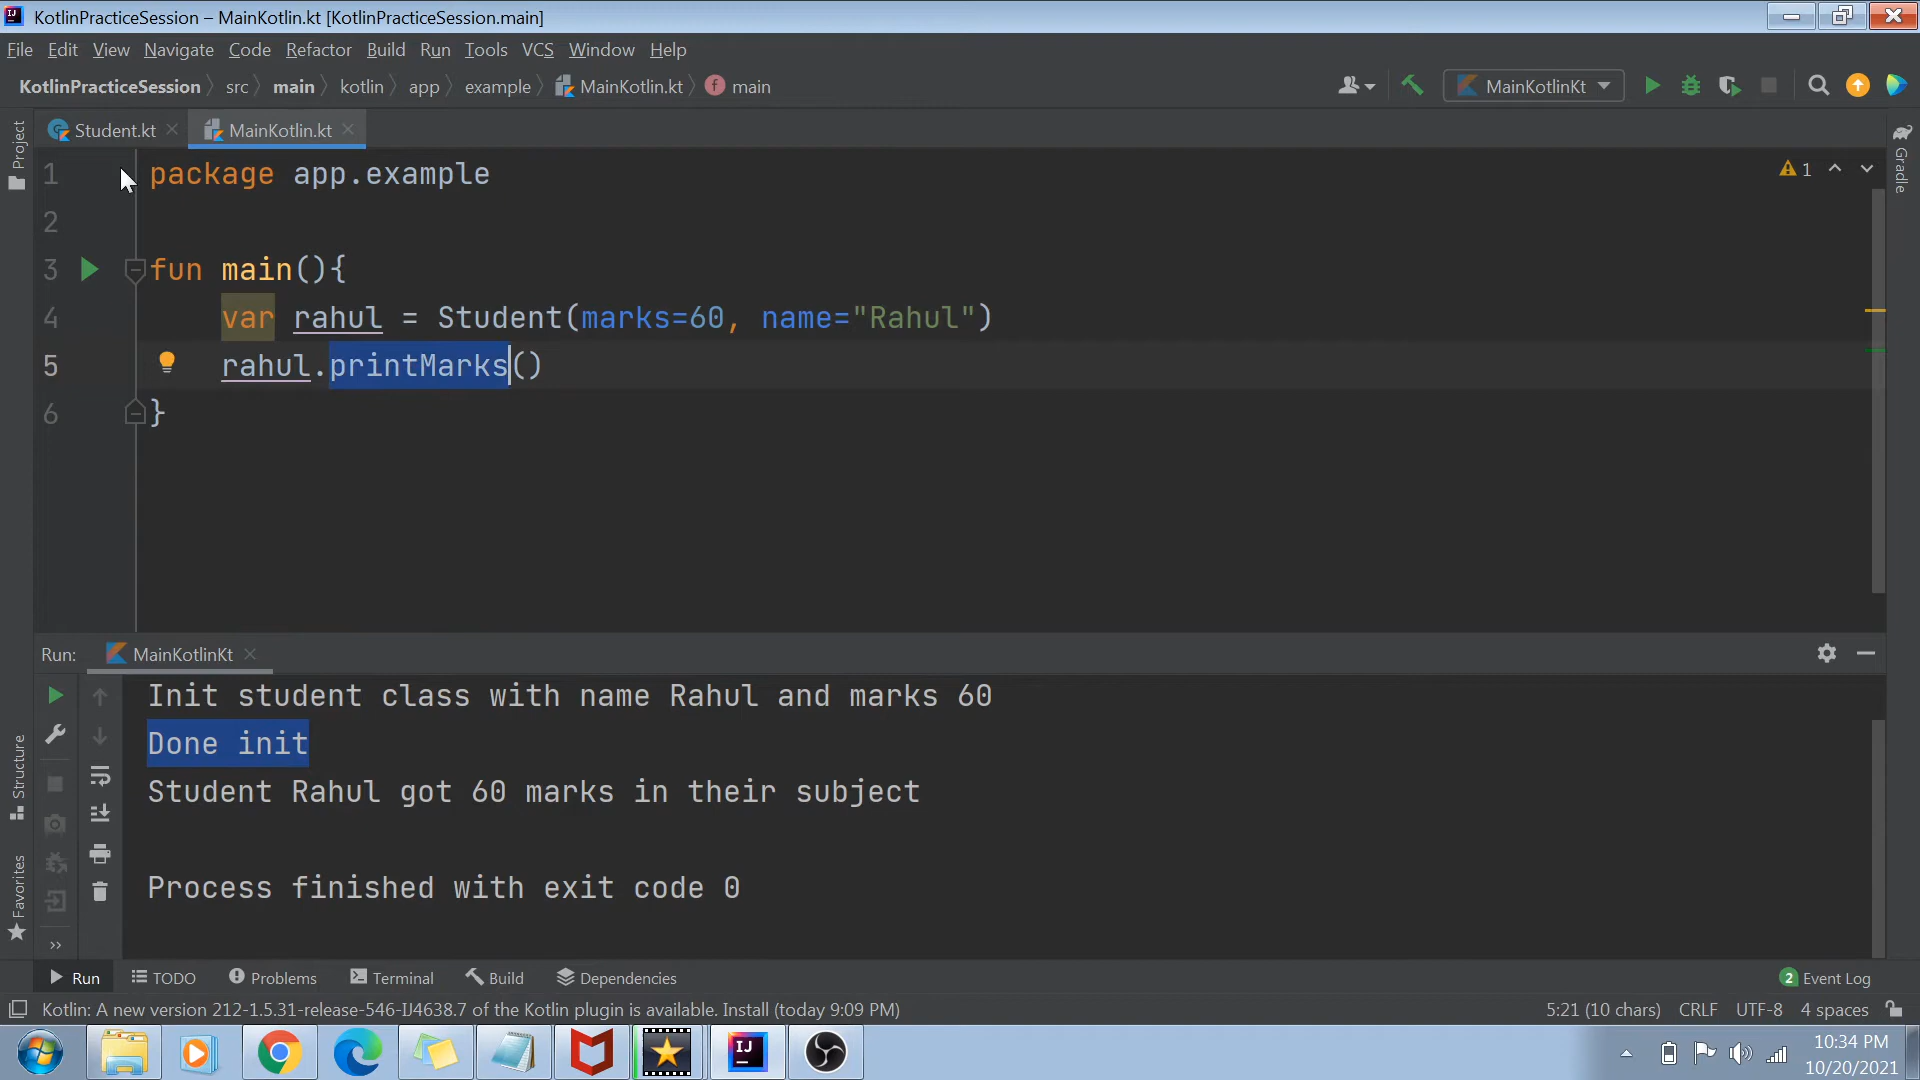 KotlinPracticeSession – MainKotlin.kt [KotlinPracticeSession.main]
File Edit View Navigate Code Refactor Build Run Tools VCS Window Help
KotlinPracticeSession src main kotlin app example MainKotlin.kt main MainKotlinKt
Student.kt MainKotlin.kt
Project
Gradle
1 package app.example
1
2
3 fun main(){
4 var rahul = Student(marks=60, name="Rahul")
5 rahul.printMarks()
6 }
Run: MainKotlinKt
Init student class with name Rahul and marks 60
Done init
Student Rahul got 60 marks in their subject
Process finished with exit code 0
Structure
Favorites
Run TODO Problems Terminal Build Dependencies 2 Event Log
Kotlin: A new version 212-1.5.31-release-546-IJ4638.7 of the Kotlin plugin is available. Install (today 9:09 PM) 5:21 (10 chars) CRLF UTF-8 4 spaces
IJ
10:34 PM
10/20/2021